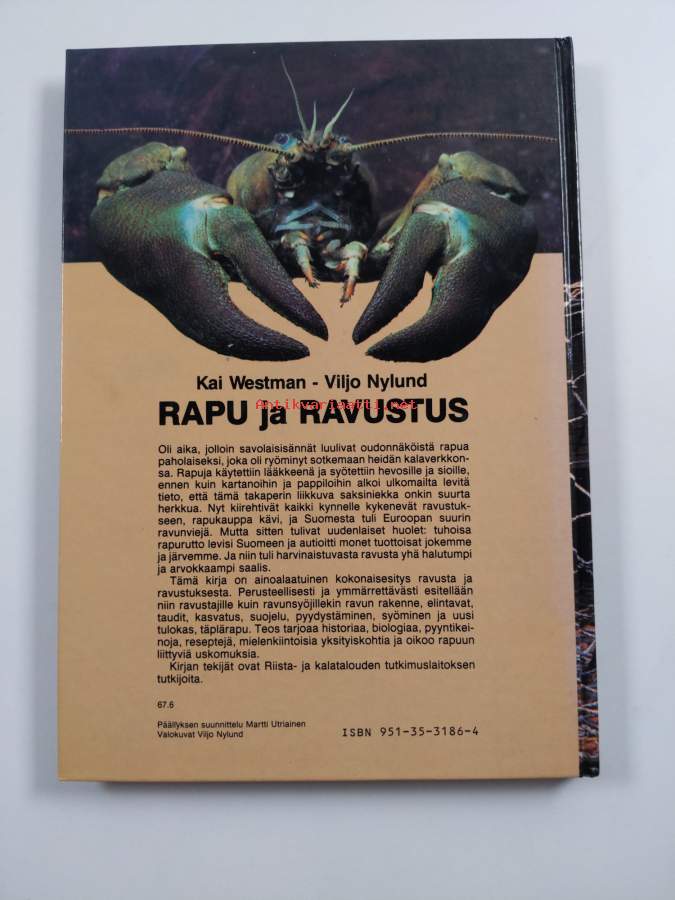 Kai Westman - Viljo Nylund
RAPU ja RAVUSTUS
Antikvariaatti.net
Oli aika, jolloin savolaisisännät luulivat oudonnäköistä rapua
paholaiseksi, joka oli ryöminyt sotkemaan heidän kalaverkkon-
sa. Rapuja käytettiin lääkkeenä ja syötettiin hevosille ja sioille,
ennen kuin kartanoihin ja pappiloihin alkoi ulkomailta levitä
tieto, että tämä takaperin liikkuva saksiniekka onkin suurta
herkkua. Nyt kiirehtivät kaikki kynnelle kykenevät ravustuk-
seen, rapukauppa kävi, ja Suomesta tuli Euroopan suurin
ravunviejä. Mutta sitten tulivat uudenlaiset huolet: tuhoisa
rapurutto levisi Suomeen ja autioitti monet tuottoisat jokemme
ja järvemme. Ja niin tuli harvinaistuvasta ravusta yhä halutumpi
ja arvokkaampi saalis.
Tämä kirja on ainoalaatuinen kokonaisesitys ravusta ja
ravustuksesta. Perusteellisesti ja ymmärrettävästi esitellään
niin ravustajille kuin ravunsyöjillekin ravun rakenne, elintavat,
taudit, kasvatus, suojelu, pyydystäminen, syöminen ja uusi
tulokas, täplärapu. Teos tarjoaa historiaa, biologiaa, pyyntikei-
noja, reseptejä, mielenkiintoisia yksityiskohtia ja oikoo rapuun
liittyviä uskomuksia.
Kirjan tekijät ovat Riista- ja kalatalouden tutkimuslaitoksen
tutkijoita.
67.6
Päällyksen suunnittelu Martti Utriainen
Valokuvat Viljo Nylund
ISBN 951-35-3186-4